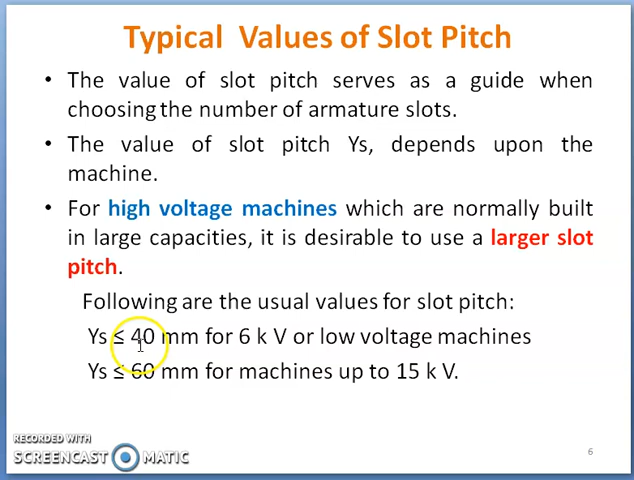 Typical Values of Slot Pitch
• The value of slot pitch serves as a guide when
choosing the number of armature slots.
• The value of slot pitch Ys, depends upon the
machine.
• For high voltage machines which are normally built
in large capacities, it is desirable to use a larger slot
pitch.
Following are the usual values for slot pitch:
Ys ≤ 40 mm for 6 k V or low voltage machines
Ys ≤ 60 mm for machines up to 15 k V.
RECORDED WITH
SCREENCAST MATIC
6